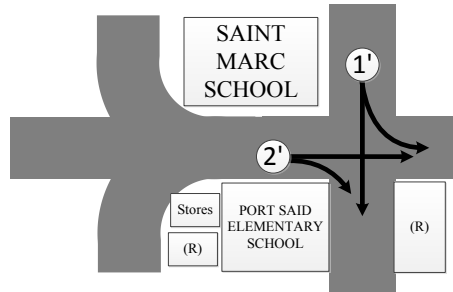 SAINT
MARC
SCHOOL
1'
2'
Stores
(R)
PORT SAID
ELEMENTARY
SCHOOL
(R)